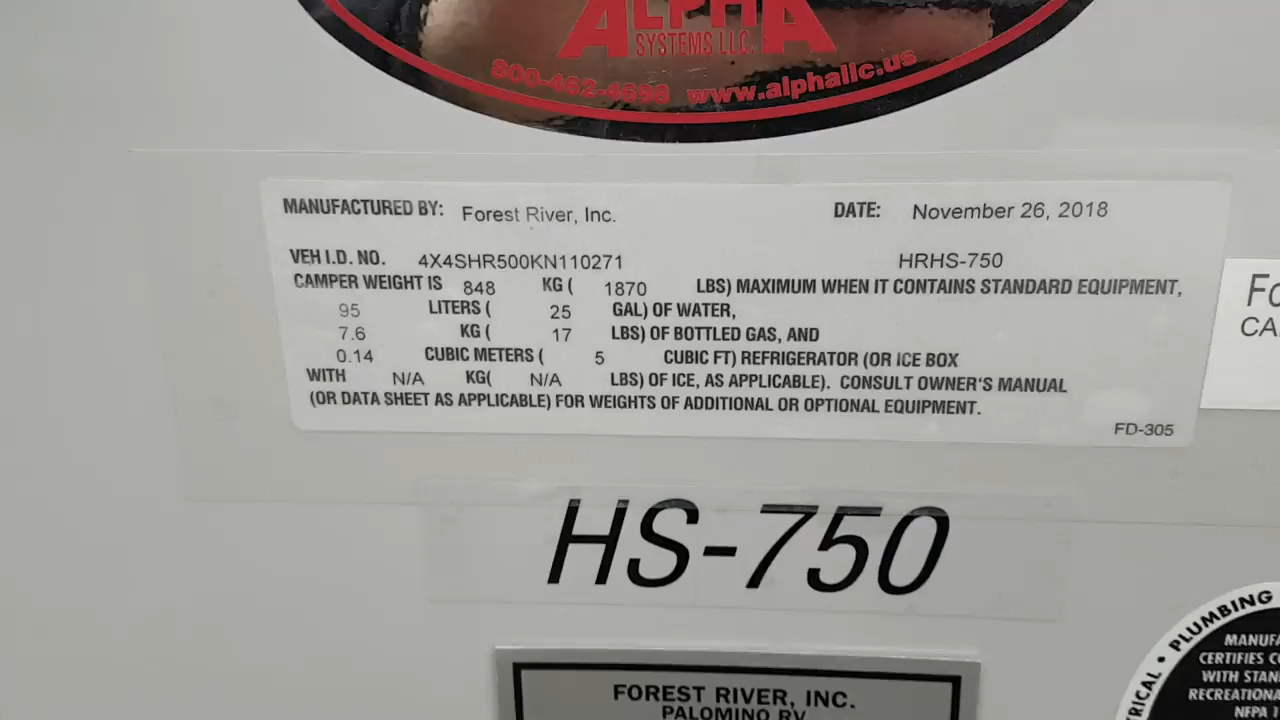 ALPHA
SYSTEMS LLC.
800-462-4698 www.alphallc.us
MANUFACTURED BY: Forest River, Inc. DATE: November 26, 2018
VEH I.D. NO. 4X4SHR500KN110271 HRHS-750
CAMPER WEIGHT IS 848 KG ( 1870 LBS) MAXIMUM WHEN IT CONTAINS STANDARD EQUIPMENT,
95 LITERS ( 25 GAL) OF WATER,
7.6 KG ( 17 LBS) OF BOTTLED GAS, AND
0.14 CUBIC METERS ( 5 CUBIC FT) REFRIGERATOR (OR ICE BOX
WITH N/A KG( N/A LBS) OF ICE, AS APPLICABLE). CONSULT OWNER'S MANUAL
(OR DATA SHEET AS APPLICABLE) FOR WEIGHTS OF ADDITIONAL OR OPTIONAL EQUIPMENT.
FD-305
HS-750
FOREST RIVER, INC.
PALOMINO RV
PLUMBING
CERTIFIES
WITH
NFPA